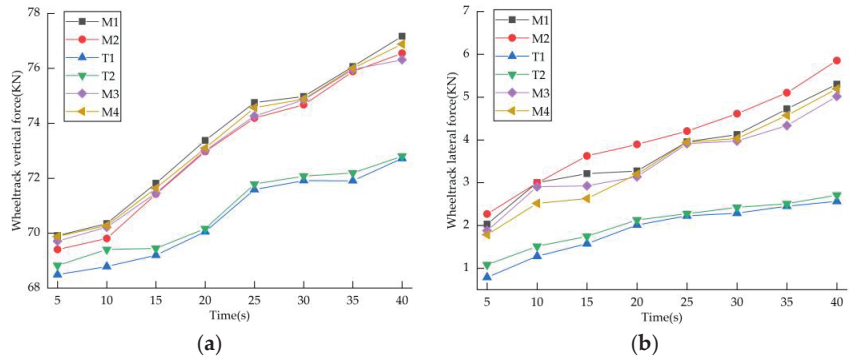 78
76
74
72
70
68
Wheeltrack vertical force(KN)
M1
M2
T1
T2
M3
M4
5 10 15 20 25 30 35 40
Time(s)
(a)
7
6
5
4
3
2
1
Wheeltrack lateral force(KN)
M1
M2
T1
T2
M3
M4
5 10 15 20 25 30 35 40
Time(s)
(b)